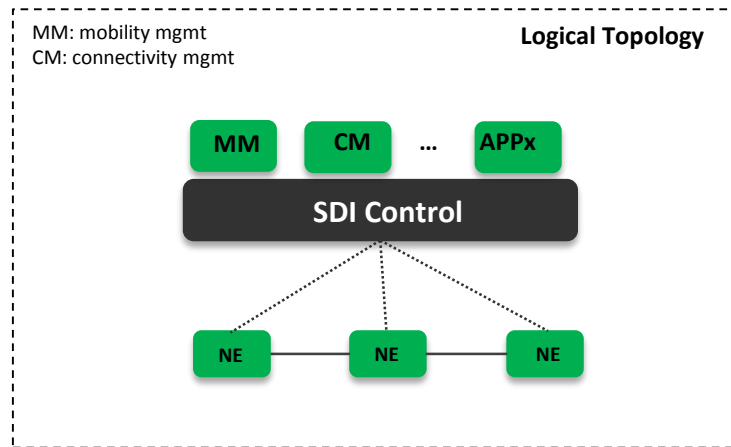 MM: mobility mgmt
CM: connectivity mgmt
Logical Topology
MM CM ... APPx
SDI Control
NE NE NE